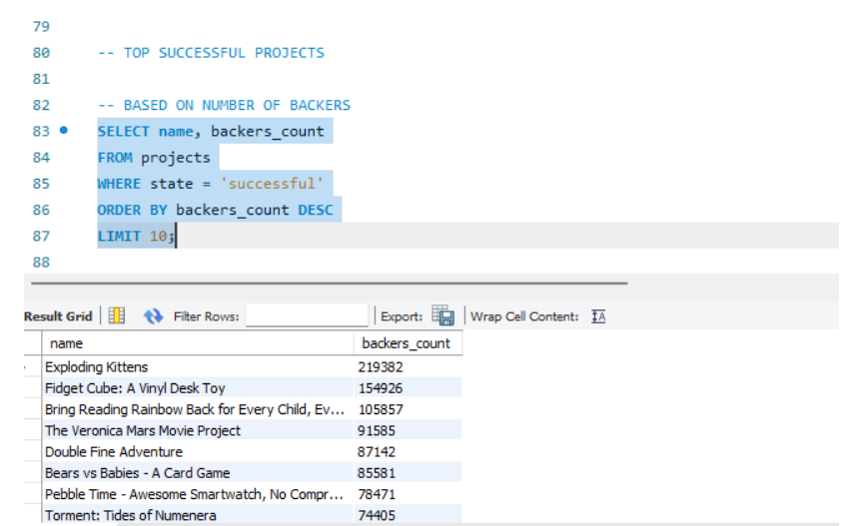 79
80 -- TOP SUCCESSFUL PROJECTS
81
82 -- BASED ON NUMBER OF BACKERS
83 SELECT name, backers_count
84 FROM projects
85 WHERE state = 'successful'
86 ORDER BY backers_count DESC
87 LIMIT 10;
88
Result Grid Filter Rows: Export: Wrap Cell Content: IA
name backers_count
Exploding Kittens 219382
Fidget Cube: A Vinyl Desk Toy 154926
Bring Reading Rainbow Back for Every Child, Ev... 105857
The Veronica Mars Movie Project 91585
Double Fine Adventure 87142
Bears vs Babies - A Card Game 85581
Pebble Time - Awesome Smartwatch, No Compr... 78471
Torment: Tides of Numenera 74405